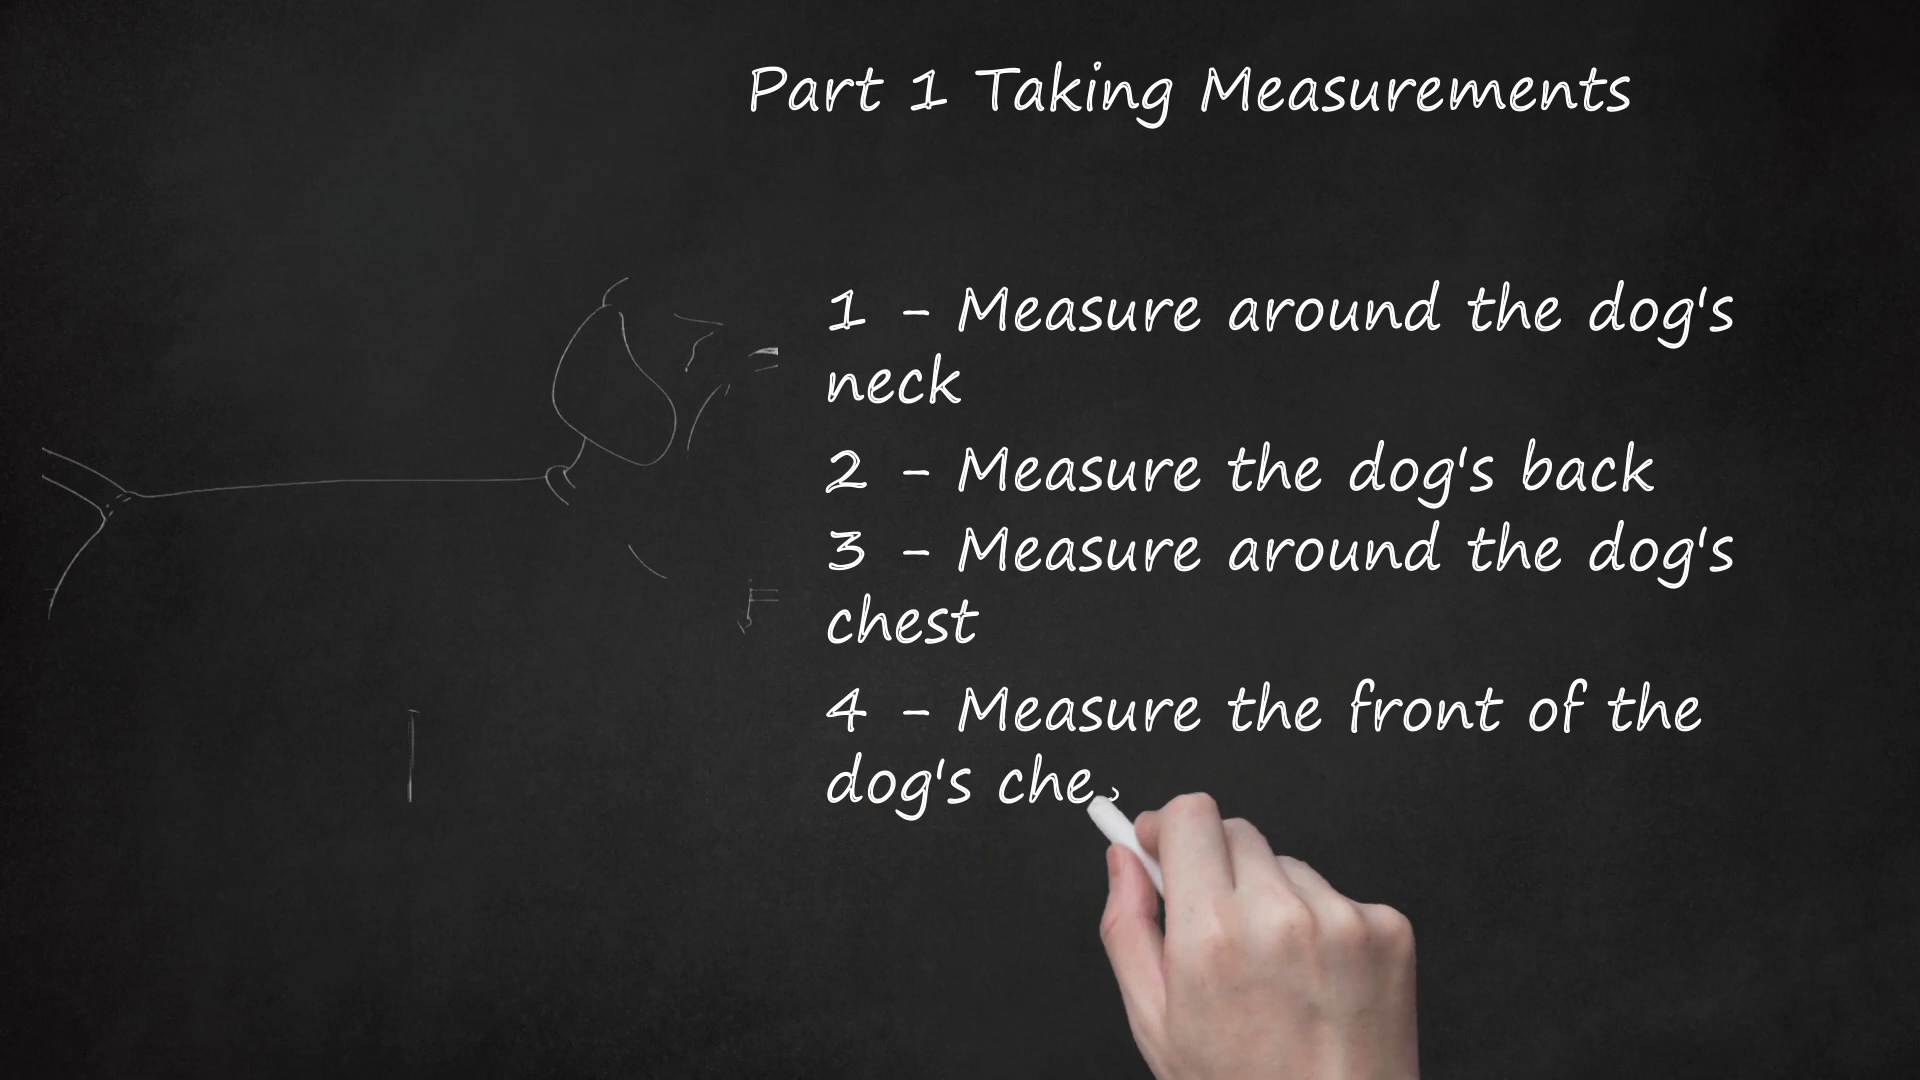 Part 1 Taking Measurements
1 - Measure around the dog's
neck
2 - Measure the dog's back
3 - Measure around the dog's
chest
4 - Measure the front of the
dog's che